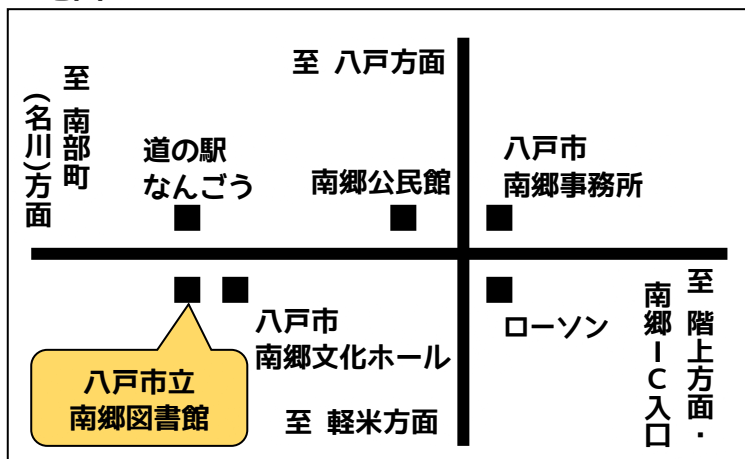 至 八戸方面
至 南部町
(名川)方面
道の駅
なんごう
南郷公民館
八戸市
南郷事務所
八戸市
南郷文化ホール
ローソン
至 階上方面・
南郷IC入口
八戸市立
南郷図書館
至 軽米方面